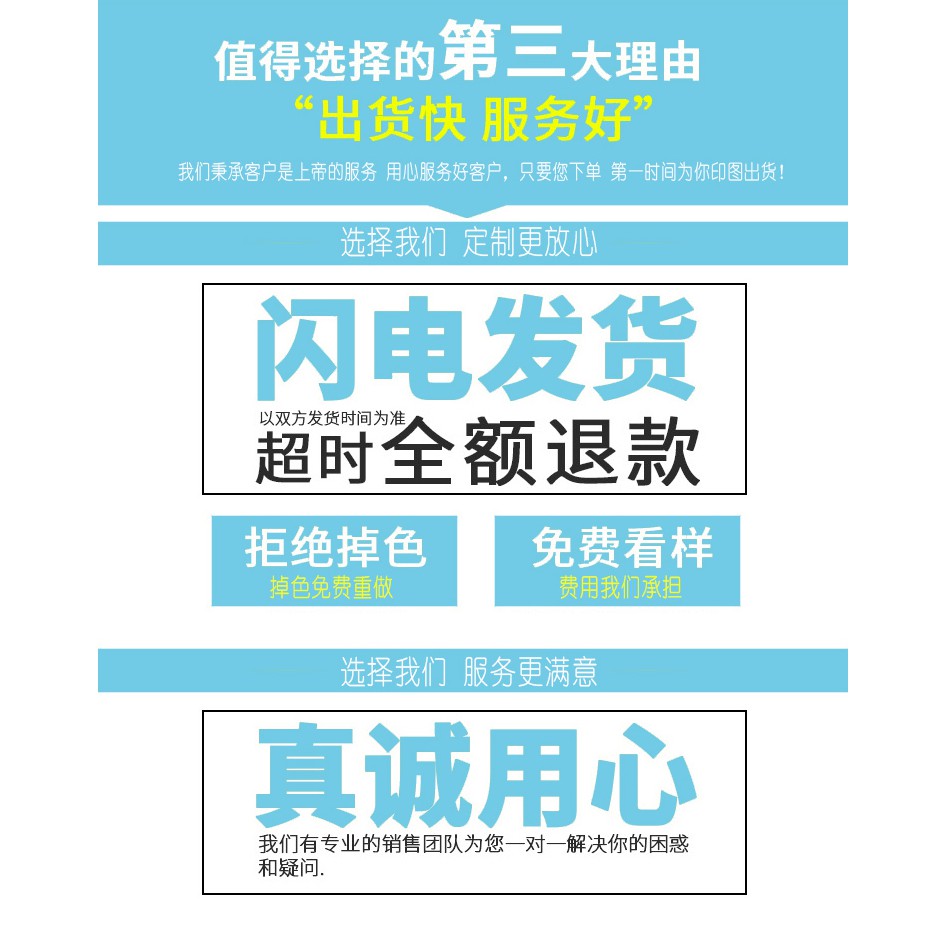 值得选择的第三大理由
“出货快 服务好”
我们秉承客户是上帝的服务 用心服务好客户，只要您下单 第一时间为你印图出货！
选择我们 定制更放心
闪电发货
以双方发货时间为准
超时全额退款
拒绝掉色
掉色免费重做
免费看样
费用我们承担
选择我们 服务更满意
真诚用心
我们有专业的销售团队为您一对一解决你的困惑
和疑问.